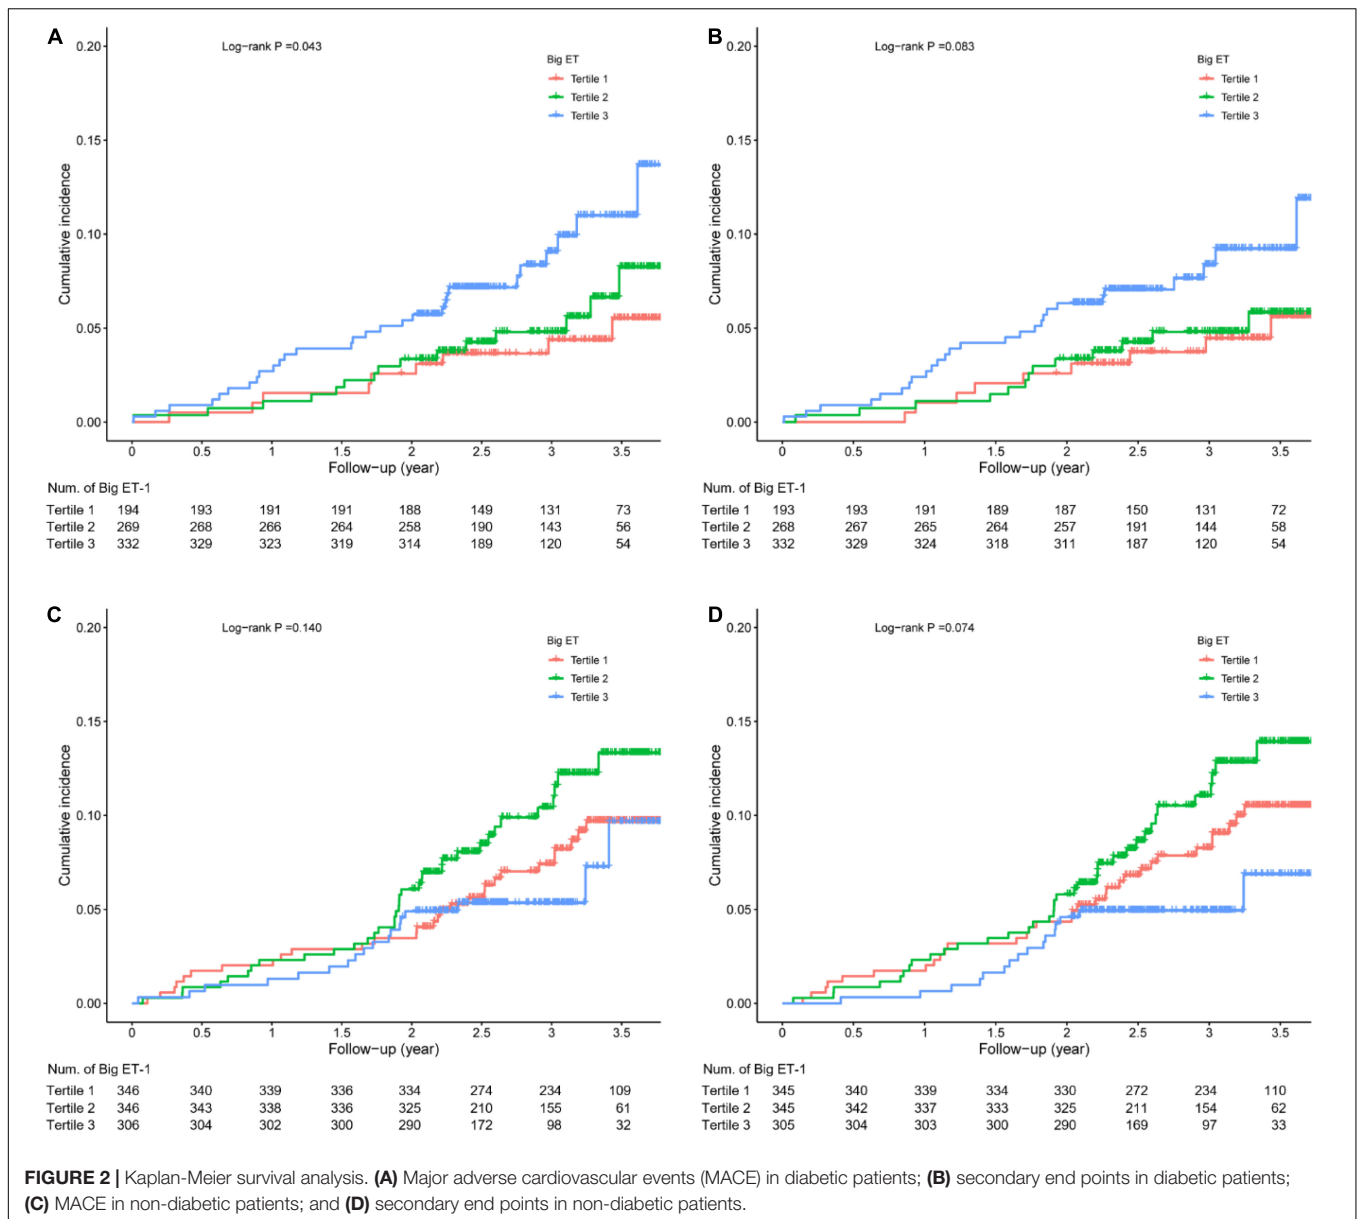 A
Log-rank P =0.043
Big ET
Tertile 1
Tertile 2
Tertile 3
Cumulative incidence
0.20
0.15
0.10
0.05
0.00
0 0.5 1 1.5 2 2.5 3 3.5
Follow-up (year)
Num. of Big ET-1
Tertile 1 194 193 191 191 188 149 131 73
Tertile 2 269 268 266 264 258 190 143 56
Tertile 3 332 329 323 319 314 189 120 54
B
Log-rank P =0.083
Big ET
Tertile 1
Tertile 2
Tertile 3
Cumulative incidence
0.20
0.15
0.10
0.05
0.00
0 0.5 1 1.5 2 2.5 3 3.5
Follow-up (year)
Num. of Big ET-1
Tertile 1 193 193 191 189 187 150 131 72
Tertile 2 268 267 265 264 257 191 144 58
Tertile 3 332 329 324 318 311 187 120 54
C
Log-rank P =0.140
Big ET
Tertile 1
Tertile 2
Tertile 3
Cumulative incidence
0.20
0.15
0.10
0.05
0.00
0 0.5 1 1.5 2 2.5 3 3.5
Follow-up (year)
Num. of Big ET-1
Tertile 1 346 340 339 336 334 274 234 109
Tertile 2 346 343 338 336 325 210 155 61
Tertile 3 306 304 302 300 290 172 98 32
D
Log-rank P =0.074
Big ET
Tertile 1
Tertile 2
Tertile 3
Cumulative incidence
0.20
0.15
0.10
0.05
0.00
0 0.5 1 1.5 2 2.5 3 3.5
Follow-up (year)
Num. of Big ET-1
Tertile 1 345 340 339 334 330 272 234 110
Tertile 2 345 342 337 333 325 211 154 62
Tertile 3 305 304 303 300 290 169 97 33
FIGURE 2 | Kaplan-Meier survival analysis. (A) Major adverse cardiovascular events (MACE) in diabetic patients; (B) secondary end points in diabetic patients;
(C) MACE in non-diabetic patients; and (D) secondary end points in non-diabetic patients.